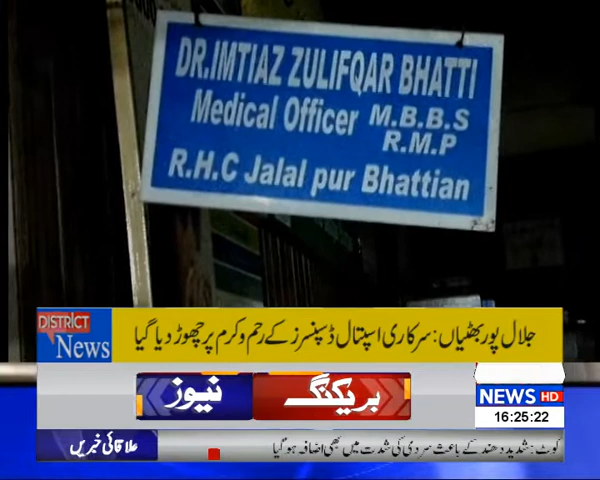 DR.IMTIAZ ZULIFQAR BHATTI
Medical Officer M.B.B.S
R.M.P
R.H.C Jalal pur Bhattian
DISTRICT News
جلال پور بھٹیاں: سرکاری اسپتال ڈسپنسرز کے رحم و کرم پر چھوڑ دیا گیا
بریکنگ نیوز
NEWS HD
16:25:22
علاقائی خبریں
کوٹ: شدید دھند کے باعث سردی کی شدت میں بھی اضافہ ہو گیا